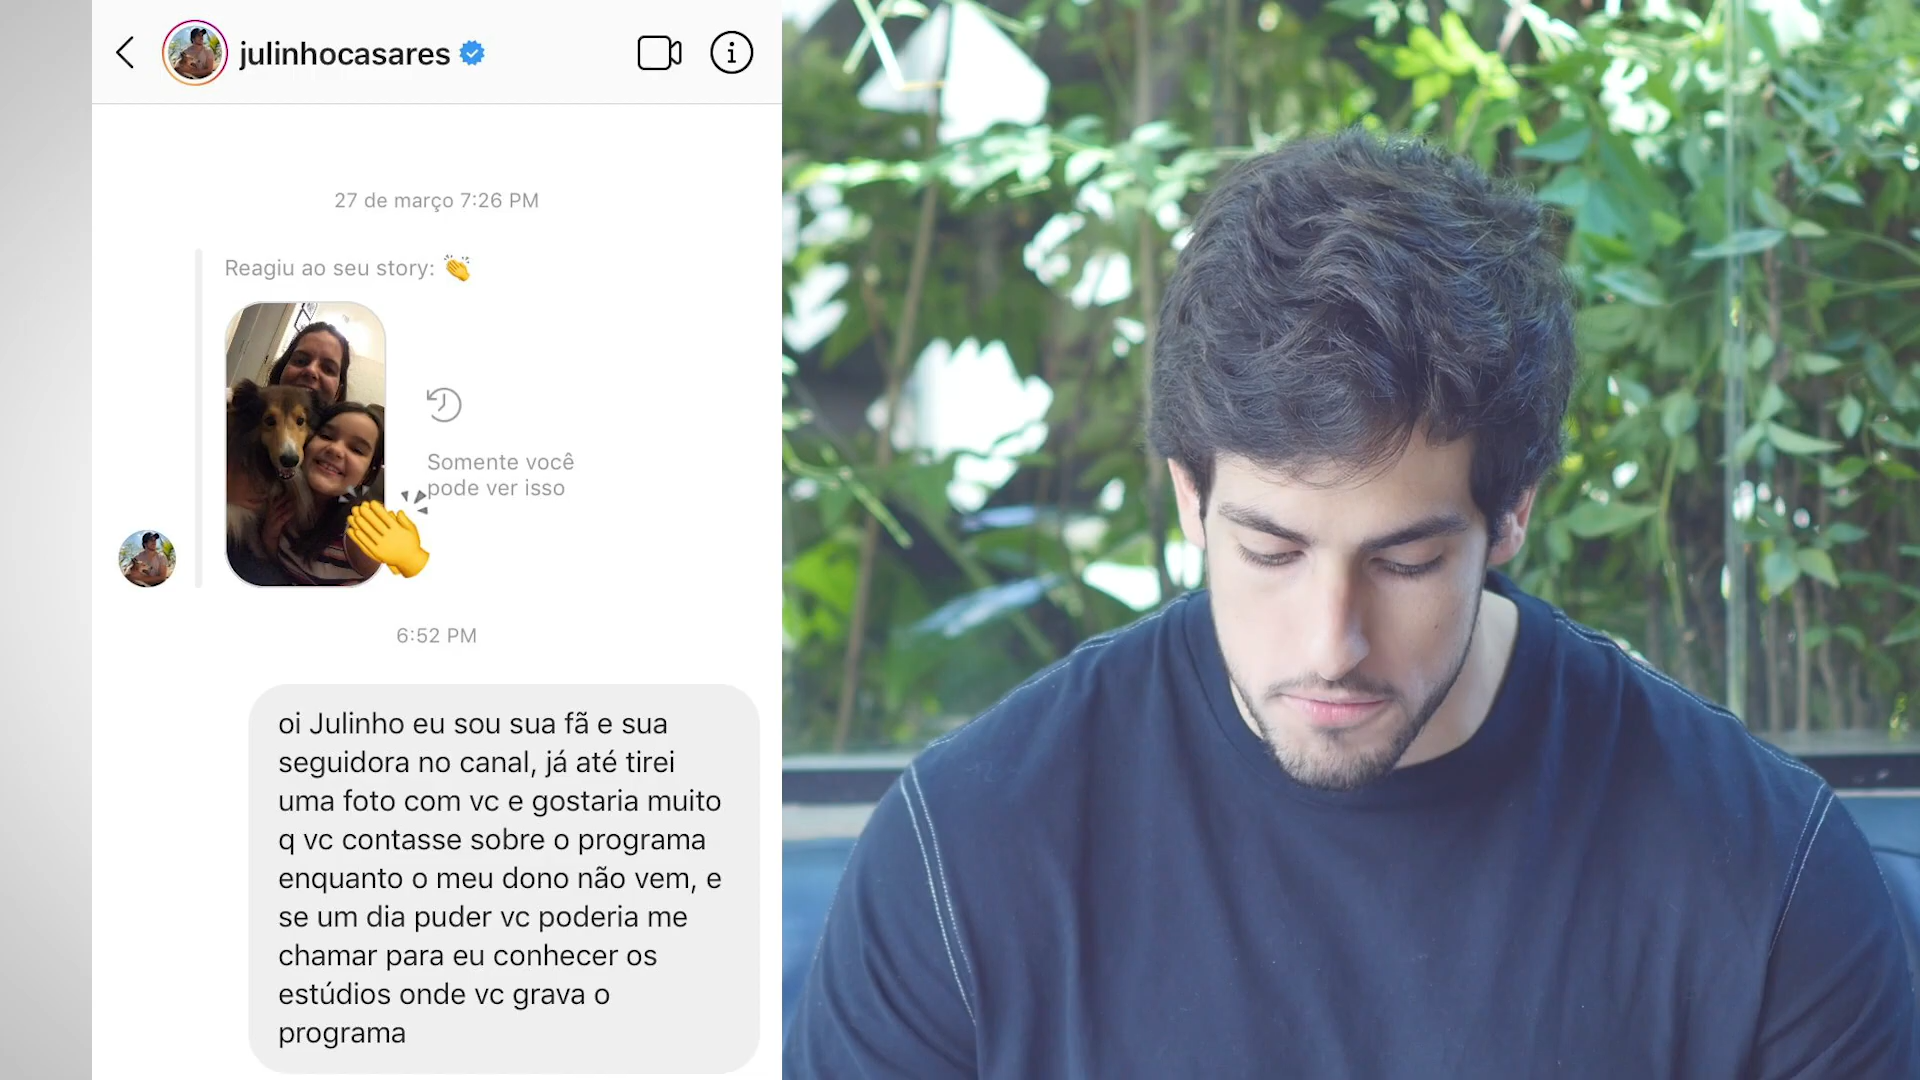 julinhocasares
27 de março 7:26 PM
Reagiu ao seu story: 👏
Somente você
pode ver isso
6:52 PM
oi Julinho eu sou sua fã e sua
seguidora no canal, já até tirei
uma foto com vc e gostaria muito
q vc contasse sobre o programa
enquanto o meu dono não vem, e
se um dia puder vc poderia me
chamar para eu conhecer os
estúdios onde vc grava o
programa